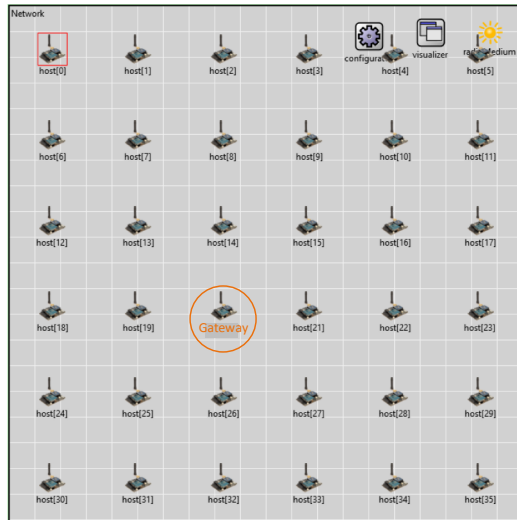 Network
host[0]
host[1]
host[2]
host[3]
configurat
host[4]
visualizer
host[5]
host[6]
host[7]
host[8]
host[9]
host[10]
host[11]
host[12]
host[13]
host[14]
host[15]
host[16]
host[17]
host[18]
host[19]
Gateway
host[21]
host[22]
host[23]
host[24]
host[25]
host[26]
host[27]
host[28]
host[29]
host[30]
host[31]
host[32]
host[33]
host[34]
host[35]